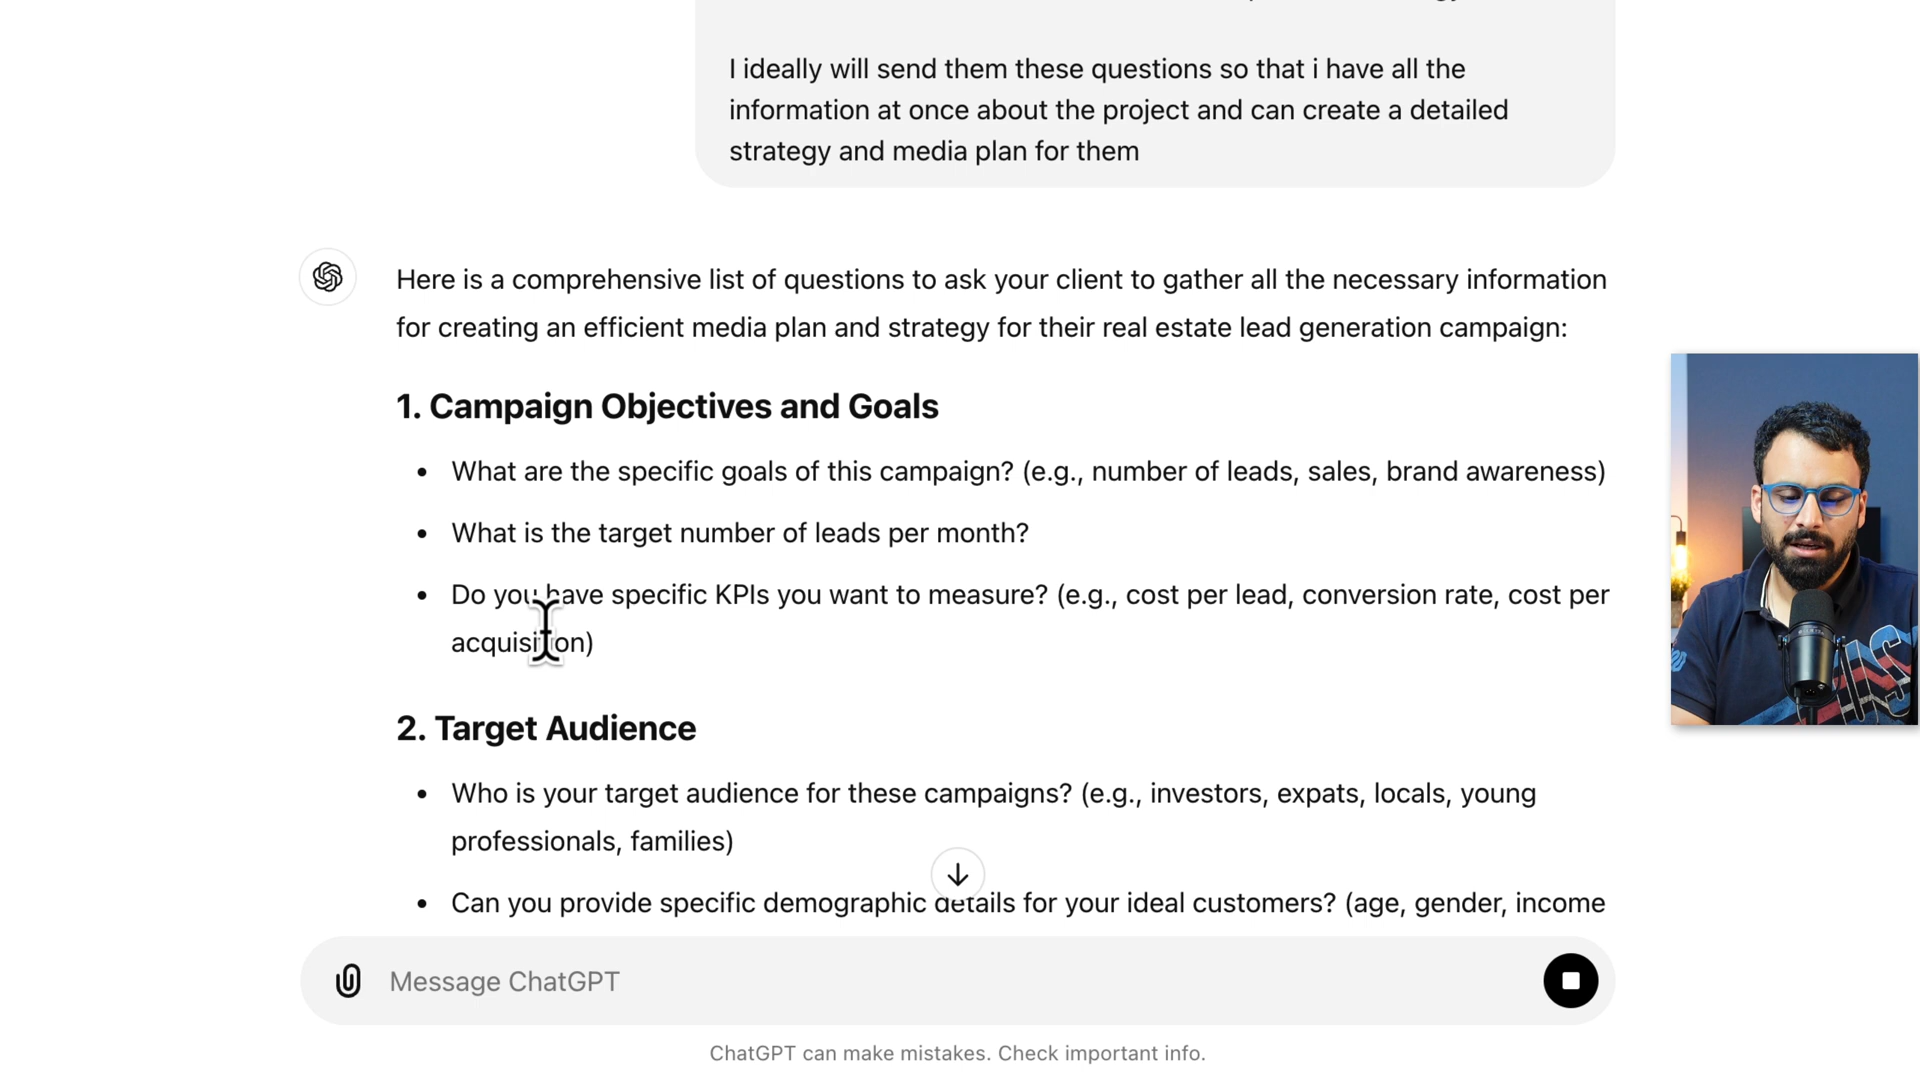 I ideally will send them these questions so that i have all the
information at once about the project and can create a detailed
strategy and media plan for them
Here is a comprehensive list of questions to ask your client to gather all the necessary information
for creating an efficient media plan and strategy for their real estate lead generation campaign:
1. Campaign Objectives and Goals
• What are the specific goals of this campaign? (e.g., number of leads, sales, brand awareness)
• What is the target number of leads per month?
• Do you have specific KPIs you want to measure? (e.g., cost per lead, conversion rate, cost per
acquisition)
2. Target Audience
• Who is your target audience for these campaigns? (e.g., investors, expats, locals, young
professionals, families)
• Can you provide specific demographic details for your ideal customers? (age, gender, income
Message ChatGPT
ChatGPT can make mistakes. Check important info.